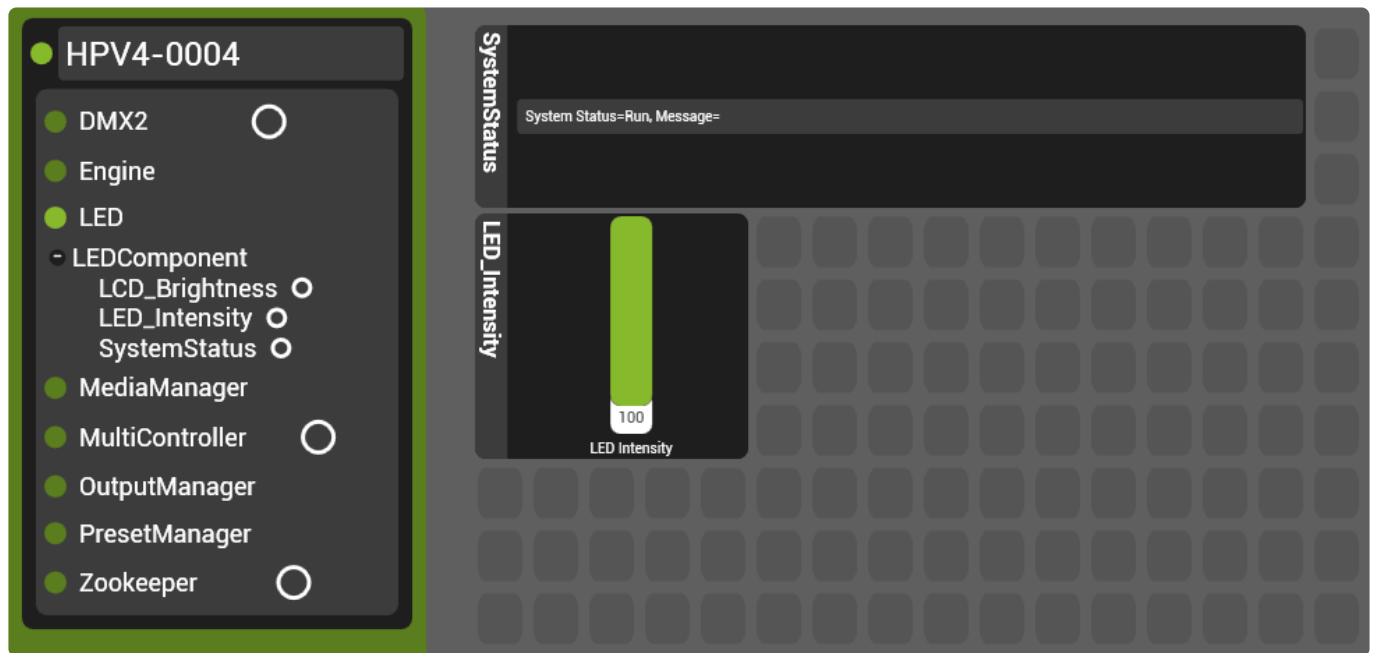 HPV4-0004
DMX2
Engine
LED
- LEDComponent
LCD_Brightness
LED_Intensity
SystemStatus
MediaManager
MultiController
OutputManager
PresetManager
Zookeeper
SystemStatus
System Status=Run, Message=
LED_Intensity
100
LED Intensity